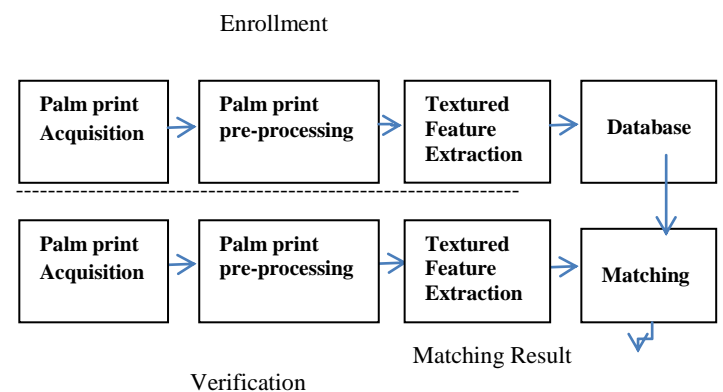 Enrollment
Palm print
Acquisition
Palm print
pre-processing
Textured
Feature
Extraction
Database
Palm print
Acquisition
Palm print
pre-processing
Textured
Feature
Extraction
Matching
Matching Result
Verification